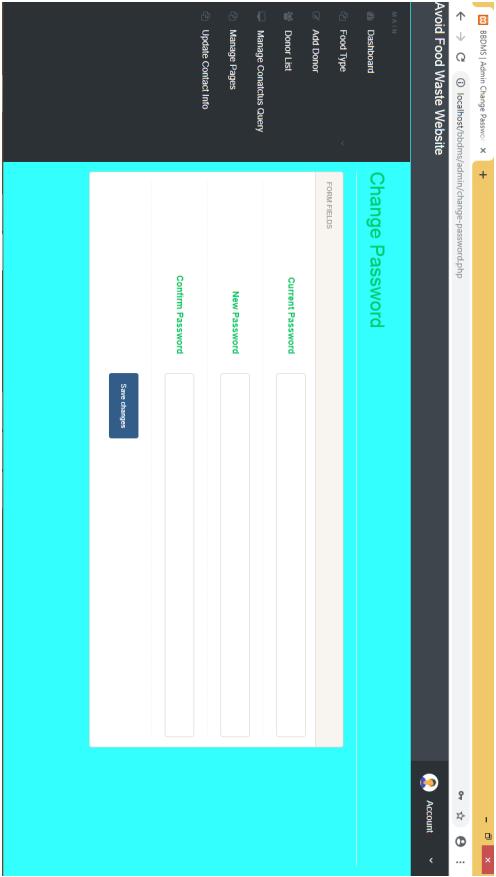 BBDMS | Admin Change Passwo
localhost/bbdms/admin/change-password.php
Avoid Food Waste Website
Account
MAIN
Dashboard
Food Type
Add Donor
Donor List
Manage Conatctus Query
Manage Pages
Update Contact Info
Change Password
FORM FIELDS
Current Password
New Password
Confirm Password
Save changes